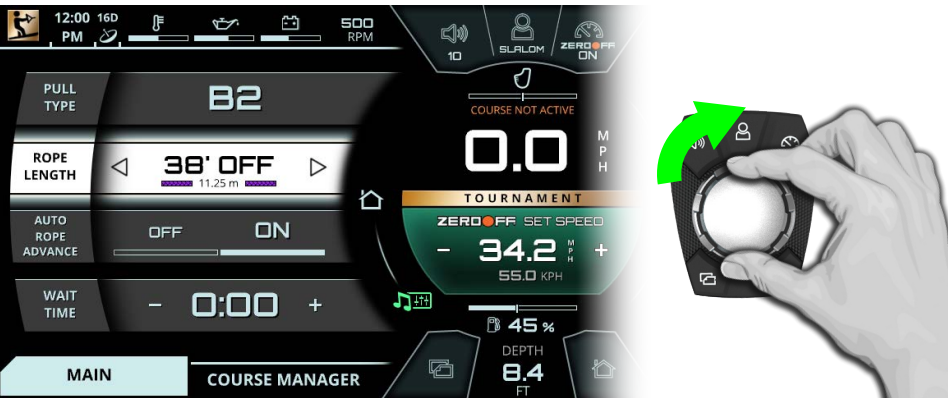 12:00 16D
PM
500
RPM
10
SLALOM
ZEROOFF
ON
PULL
TYPE
B2
COURSE NOT ACTIVE
0.0
MPH
ROPE
LENGTH
38' OFF
11.25 m
TOURNAMENT
AUTO
ROPE
ADVANCE
OFF
ON
ZEROOFF SET SPEED
- 34.2 MPH +
55.0 KPH
WAIT
TIME
- 0:00 +
45 %
DEPTH
8.4
FT
MAIN
COURSE MANAGER